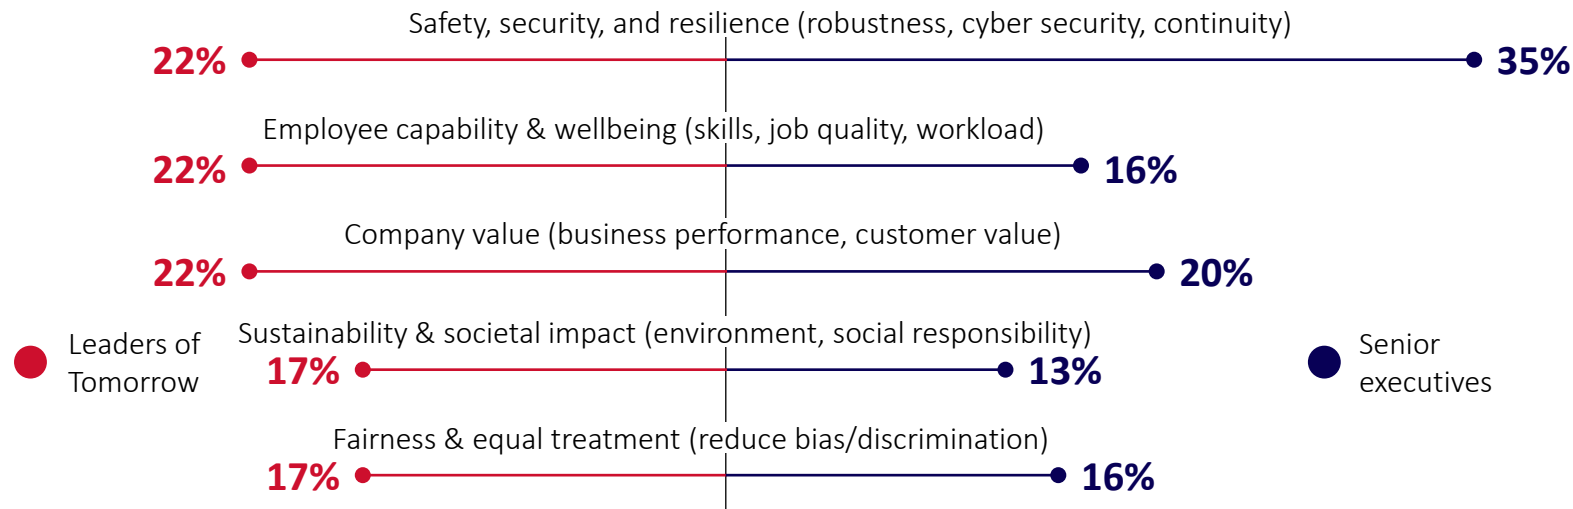 Safety, security, and resilience (robustness, cyber security, continuity)
22% 35%
Employee capability & wellbeing (skills, job quality, workload)
22% 16%
Company value (business performance, customer value)
22% 20%
Sustainability & societal impact (environment, social responsibility)
17% 13%
Leaders of
Tomorrow
Senior
executives
Fairness & equal treatment (reduce bias/discrimination)
17% 16%